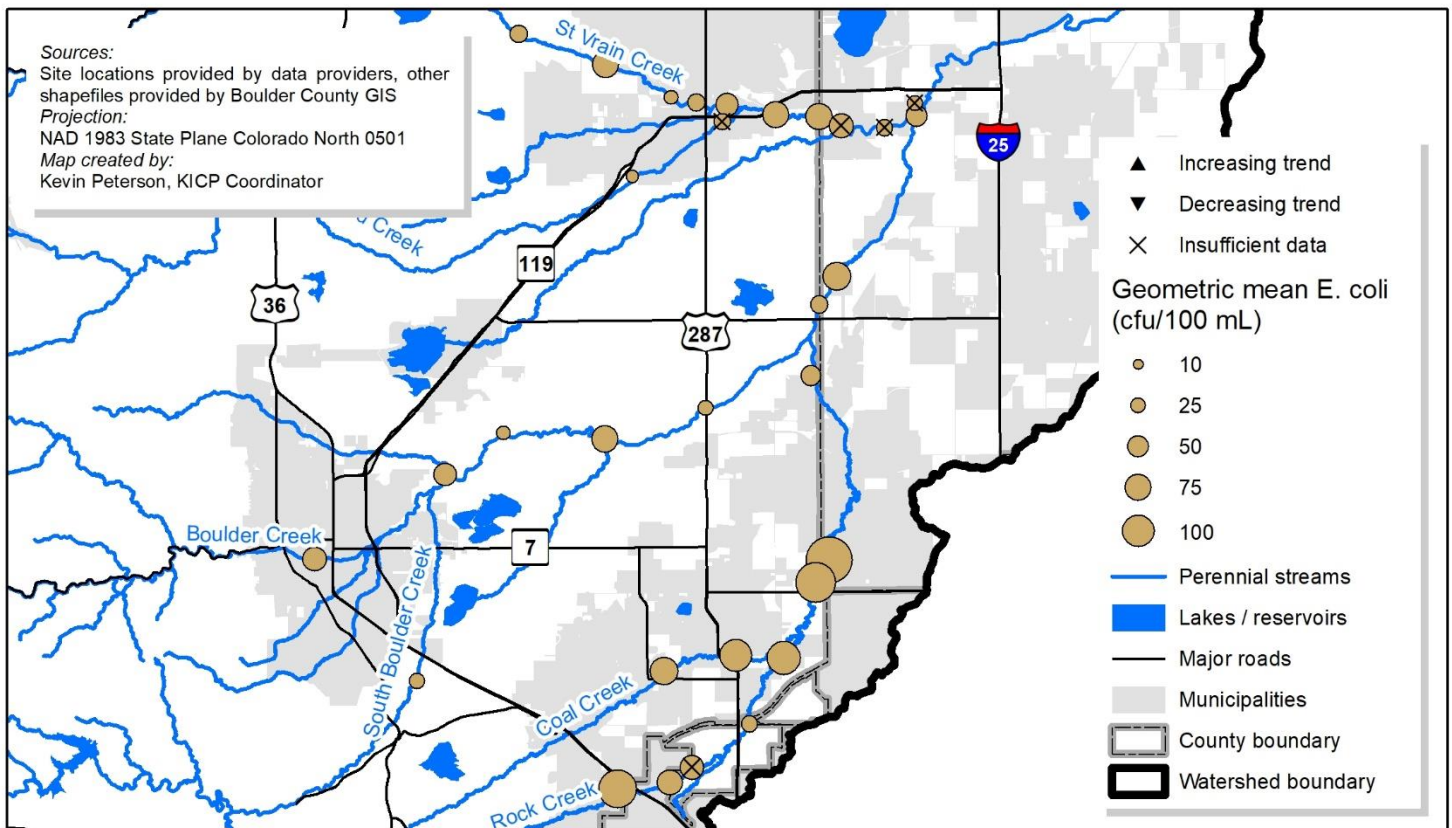 Sources:
Site locations provided by data providers, other
shapefiles provided by Boulder County GIS
Projection:
NAD 1983 State Plane Colorado North 0501
Map created by:
Kevin Peterson, KICP Coordinator
St Vrain Creek
25
Creek
119
36
287
Boulder Creek
7
South Boulder Creek
Coal Creek
Rock Creek
Increasing trend
Decreasing trend
Insufficient data
Geometric mean E. coli
(cfu/100 mL)
10
25
50
75
100
Perennial streams
Lakes / reservoirs
Major roads
Municipalities
County boundary
Watershed boundary